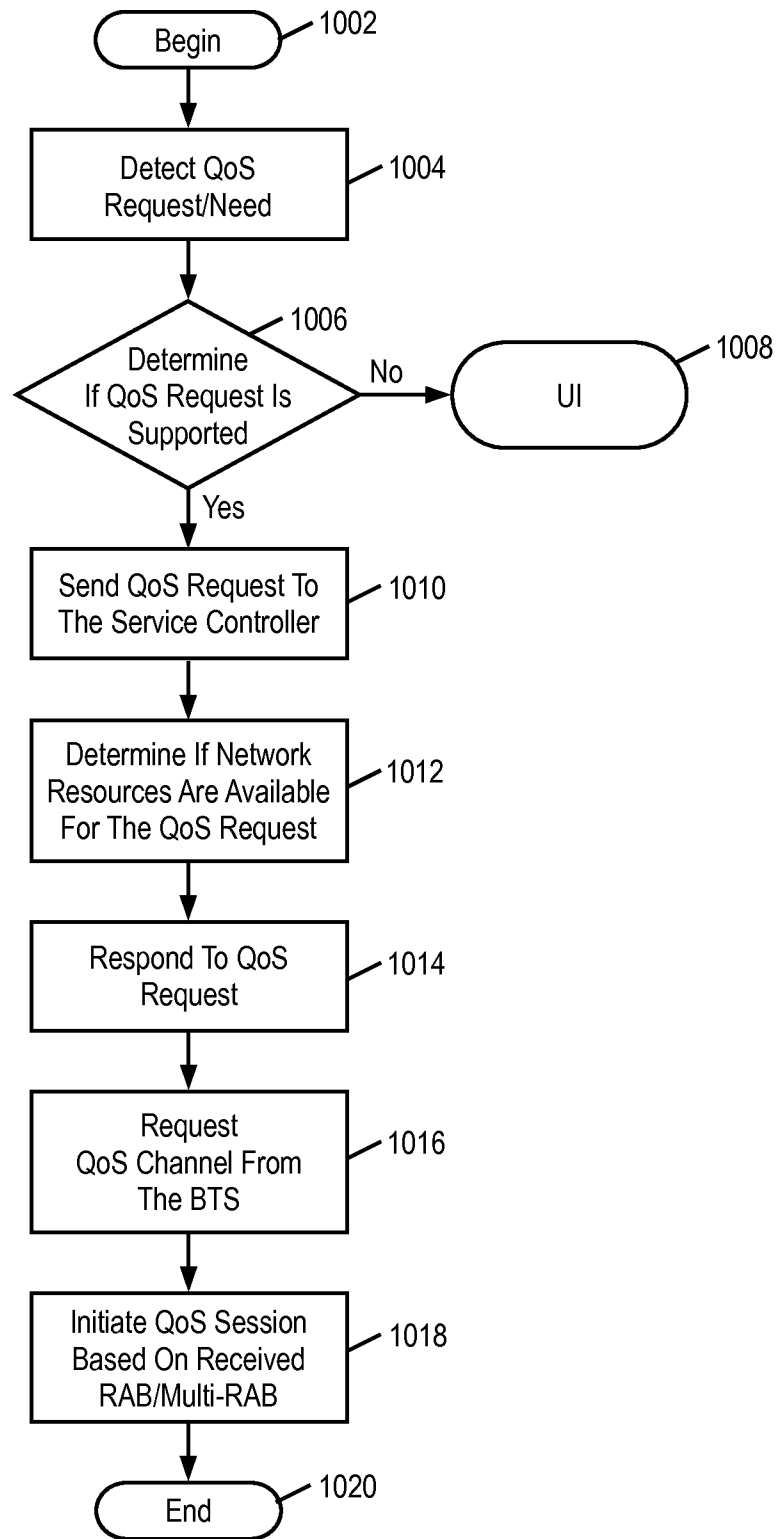 Begin
1002
Detect QoS
Request/Need
1004
1006
Determine
If QoS Request Is
Supported
No
UI
1008
Yes
Send QoS Request To
The Service Controller
1010
Determine If Network
Resources Are Available
For The QoS Request
1012
Respond To QoS
Request
1014
Request
QoS Channel From
The BTS
1016
Initiate QoS Session
Based On Received
RAB/Multi-RAB
1018
End
1020